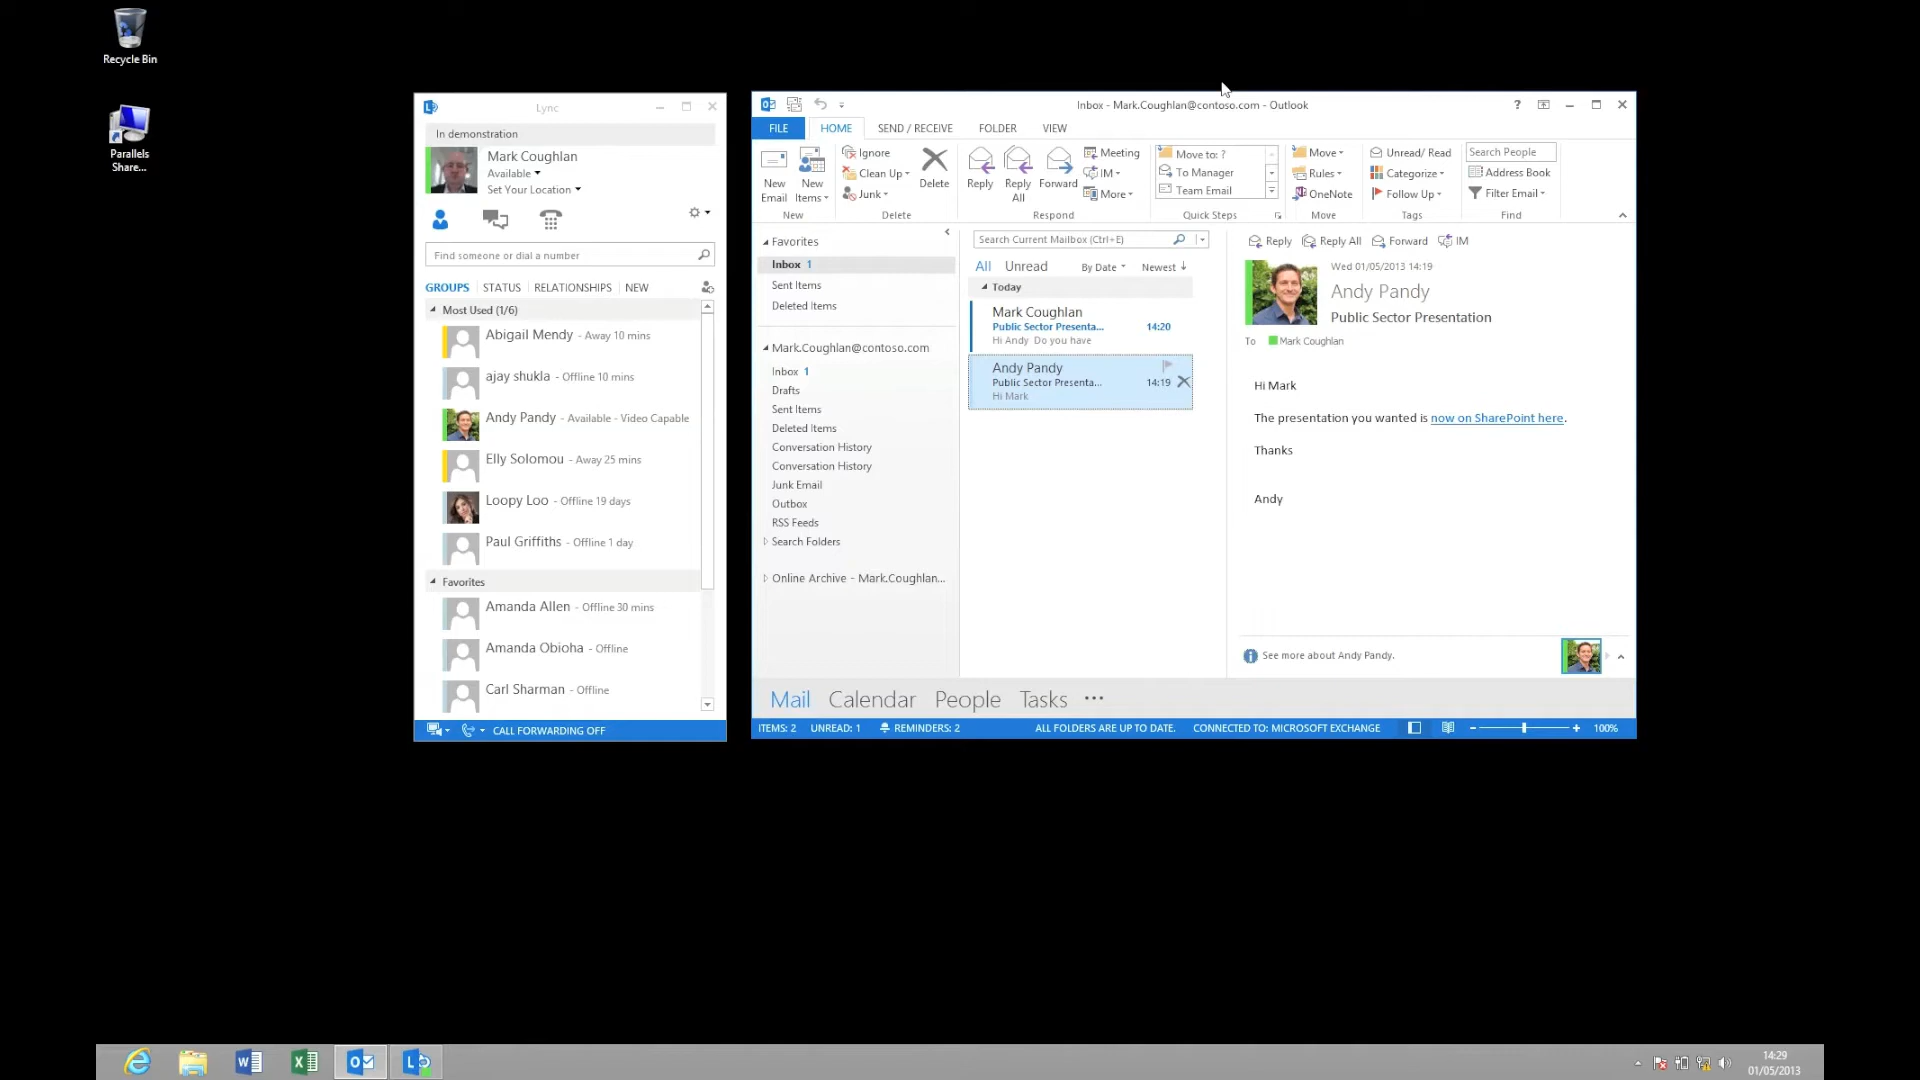 Recycle Bin
Parallels
Share...
Lync
In demonstration
Mark Coughlan
Available
Set Your Location
Find someone or dial a number
GROUPS STATUS RELATIONSHIPS NEW
Most Used (1/6)
Abigail Mendy - Away 10 mins
ajay shukla - Offline 10 mins
Andy Pandy - Available - Video Capable
Elly Solomou - Away 25 mins
Loopy Loo - Offline 19 days
Paul Griffiths - Offline 1 day
Favorites
Amanda Allen - Offline 30 mins
Amanda Obioha - Offline
Carl Sharman - Offline
CALL FORWARDING OFF
Inbox - Mark.Coughlan@contoso.com - Outlook
FILE HOME SEND / RECEIVE FOLDER VIEW
New
Email
New
Items
New
Ignore
Clean Up
Junk
Delete
Delete
Reply
Reply
All
Forward
Meeting
IM
More
Respond
Move to: ?
To Manager
Team Email
Quick Steps
Move
Rules
OneNote
Move
Unread/ Read
Categorize
Follow Up
Tags
Search People
Address Book
Filter Email
Find
Favorites
Inbox 1
Sent Items
Deleted Items
Mark.Coughlan@contoso.com
Inbox 1
Drafts
Sent Items
Deleted Items
Conversation History
Conversation History
Junk Email
Outbox
RSS Feeds
Search Folders
Online Archive - Mark.Coughlan...
Search Current Mailbox (Ctrl+E)
All Unread By Date Newest
Today
Mark Coughlan
Public Sector Presenta... 14:20
Hi Andy Do you have
Andy Pandy
Public Sector Presenta... 14:19
Hi Mark
Reply Reply All Forward IM
Wed 01/05/2013 14:19
Andy Pandy
Public Sector Presentation
To Mark Coughlan
Hi Mark
The presentation you wanted is now on SharePoint here.
Thanks
Andy
See more about Andy Pandy.
Mail Calendar People Tasks ...
ITEMS: 2 UNREAD: 1 REMINDERS: 2 ALL FOLDERS ARE UP TO DATE. CONNECTED TO: MICROSOFT EXCHANGE 100%
14:29
01/05/2013